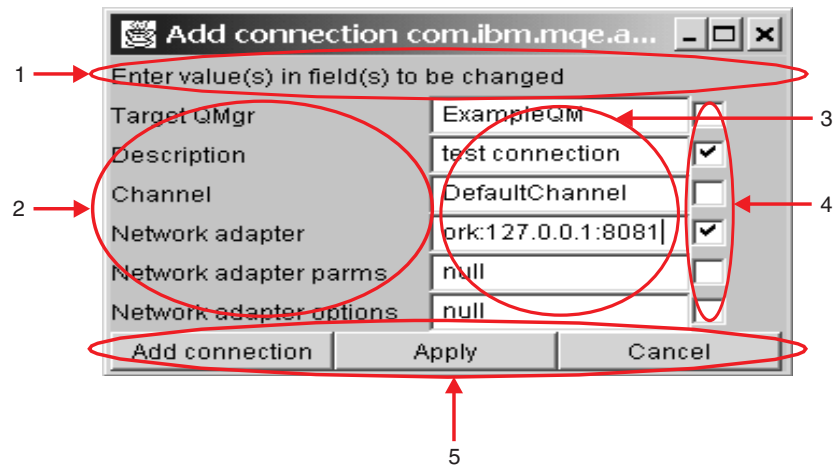 Add connection com.ibm.mqe.a...
1
Enter value(s) in field(s) to be changed
Target QMgr ExampleQM
3
Description test connection
2
Channel DefaultChannel
4
Network adapter ork:127.0.0.1:8081
Network adapter parms null
Network adapter options null
Add connection Apply Cancel
5